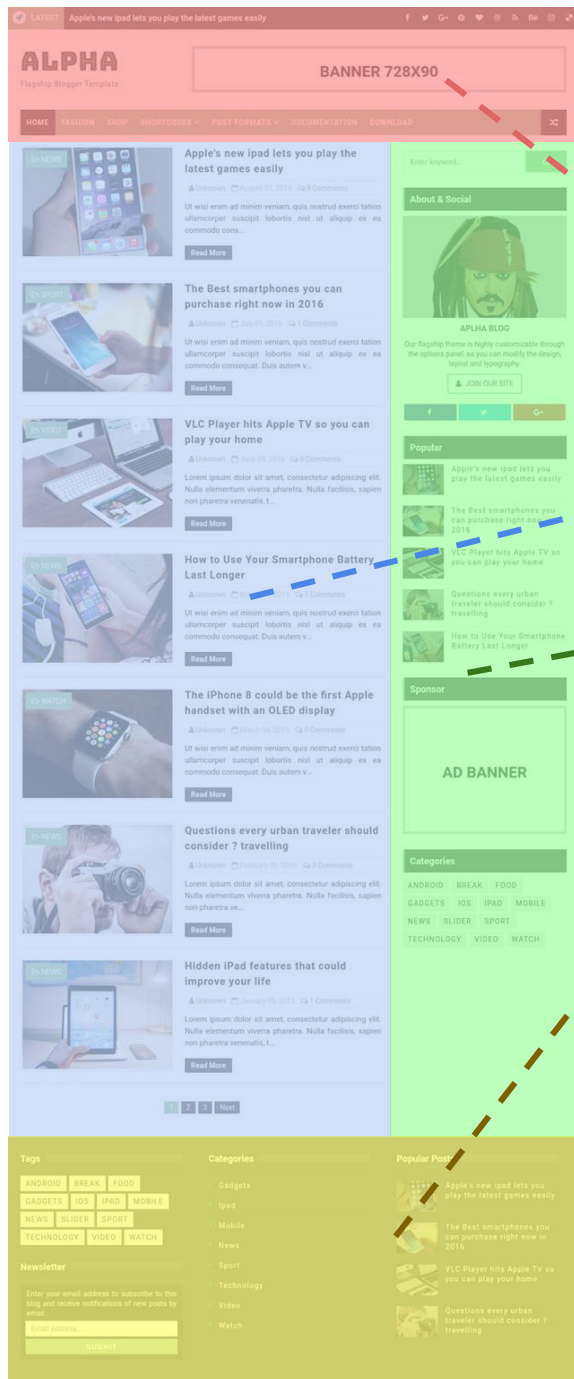 LATEST Apple's new ipad lets you play the latest games easily
ALPHA
Flagship Blogger Template
BANNER 728X90
HOME FASHION SHOP SHORTCODES POST FORMATS DOCUMENTATION DOWNLOAD
NEWS
Apple's new ipad lets you play the
latest games easily
Unknown August 03, 2016 5 Comments
Ut wisi enim ad minim veniam, quis nostrud exerci tation
ullamcorper suscipit lobortis nisl ut aliquip ex ea
commodo cons...
Read More
SPORT
The Best smartphones you can
purchase right now in 2016
Unknown July 07, 2016 1 Comments
Ut wisi enim ad minim veniam, quis nostrud exerci tation
ullamcorper suscipit lobortis nisl ut aliquip ex ea
commodo consequat. Duis autem v...
Read More
VIDEO
VLC Player hits Apple TV so you can
play your home
Unknown June 2016 0 Comments
Lorem ipsum dolor sit amet, consectetur adipiscing elit.
Nulla elementum viverra pharetra. Nulla facilisis, sapien
non pharetra venenatis, t...
Read More
NEWS
How to Use Your Smartphone Battery
Last Longer
Unknown Comments
Ut wisi enim ad minim veniam, quis nostrud exerci tation
ullamcorper suscipit lobortis nisl ut aliquip ex ea
commodo consequat. Duis autem v...
Read More
WATCH
The iPhone 8 could be the first Apple
handset with an OLED display
Unknown March 2015 Comments
Ut wisi enim ad minim veniam, quis nostrud exerci tation
ullamcorper suscipit lobortis nisl ut aliquip ex ea
commodo consequat. Duis autem v...
Read More
NEWS
Questions every urban traveler should
consider ? travelling
Unknown February Comments
Lorem ipsum dolor sit amet, consectetur adipiscing elit.
Nulla elementum viverra pharetra. Nulla facilisis, sapien
non pharetra ve...
Read More
NEWS
Hidden iPad features that could
improve your life
Unknown January 2015 1 Comments
Lorem ipsum dolor sit amet, consectetur adipiscing elit.
Nulla elementum viverra pharetra. Nulla facilisis, sapien
non pharetra venenatis, t...
Read More
1 2 3 Next
Enter keyword...
About & Social
APLHA BLOG
Our flagship theme is highly customizable through
the options panel, so you can modify the design,
layout and typography.
JOIN OUR SITE
Popular
Apple's new ipad lets you
play the latest games easily
The Best smartphones you
can purchase right now in
2016
VLC Player hits Apple TV so
you can play your home
Questions every urban
traveler should consider ?
travelling
How to Use Your Smartphone
Battery Last Longer
Sponsor
AD BANNER
Categories
ANDROID BREAK FOOD
GADGETS IOS IPAD MOBILE
NEWS SLIDER SPORT
TECHNOLOGY VIDEO WATCH
Tags
ANDROID BREAK FOOD
GADGETS IOS IPAD MOBILE
NEWS SLIDER SPORT
TECHNOLOGY VIDEO WATCH
Newsletter
Enter your email address to subscribe to this
blog and receive notifications of new posts by
email.
Email address...
SUBMIT
Categories
Gadgets
Ipad
Mobile
News
Sport
Technology
Video
Watch
Popular Posts
Apple's new ipad lets you
play the latest games easily
The Best smartphones you
can purchase right now in
2016
VLC Player hits Apple TV so
you can play your home
Questions every urban
traveler should consider ?
travelling